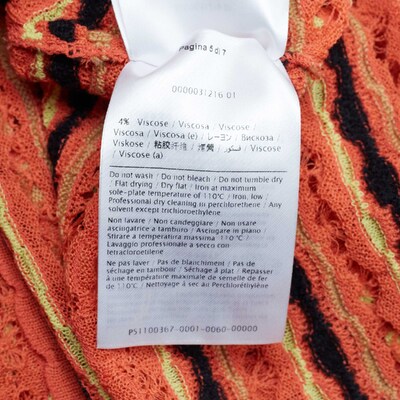 Pagina 5 di 7
0000031216 01
4% Viscose / Viscosa / Viscose /
Viscosa / Viscosa (e) / レーヨン / Вискоза /
Viskose / 粘胶纤维 / فسكوز / Viscose
Viscose (a)
Do not wash / Do not bleach / Do not tumble dry
/ Flat drying / Dry flat / Iron at maximum
sole-plate temperature of 110°C / Iron, low /
Professional dry cleaning in perchlorethene / Any
solvent except trichloroethylene.
Non lavare / Non candeggiare / Non usare
asciugatrice a tamburo / Asciugare in piano /
Stirare a temperatura massima 110°C /
Lavaggio professionale a secco con
tetracloroetilene
Ne pas laver / Pas de blanchiment / Pas de
séchage en tambour / Séchage à plat / Repasser
à une température maximale de semelle de fer
de 110°C / Nettoyage à sec au Perchloréthylène
PS1100367-0001-0060-00000